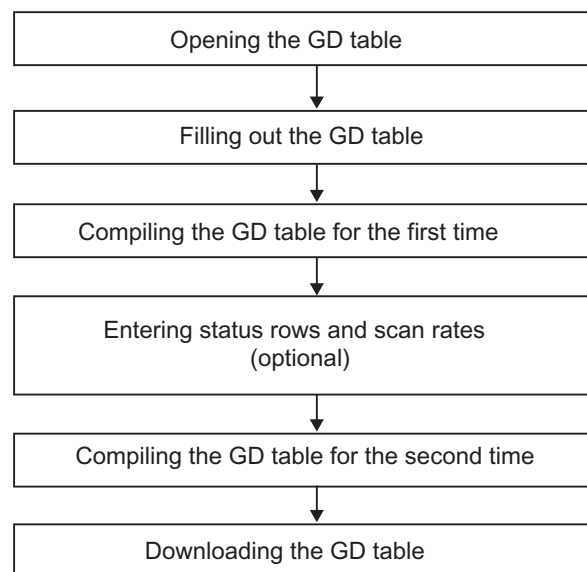 Opening the GD table
Filling out the GD table
Compiling the GD table for the first time
Entering status rows and scan rates
(optional)
Compiling the GD table for the second time
Downloading the GD table